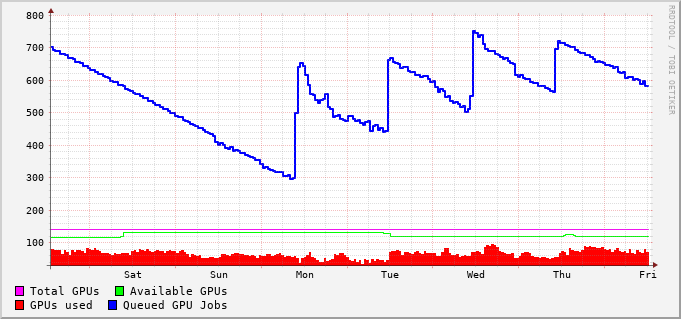 800
700
600
500
400
300
200
100
Sat Sun Mon Tue Wed Thu Fri
Total GPUs Available GPUs
GPUs used Queued GPU Jobs
RRDTOOL / TOBI OETIKER